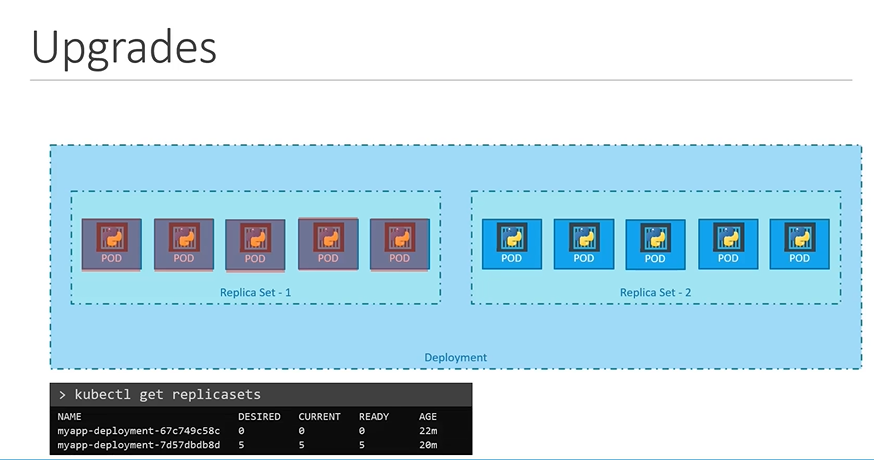 Upgrades
POD POD POD POD POD POD POD POD POD POD
Replica Set - 1 Replica Set - 2
Deployment
> kubectl get replicasets
NAME DESIRED CURRENT READY AGE
myapp-deployment-67c749c58c 0 0 0 22m
myapp-deployment-7d57dbdb8d 5 5 5 20m